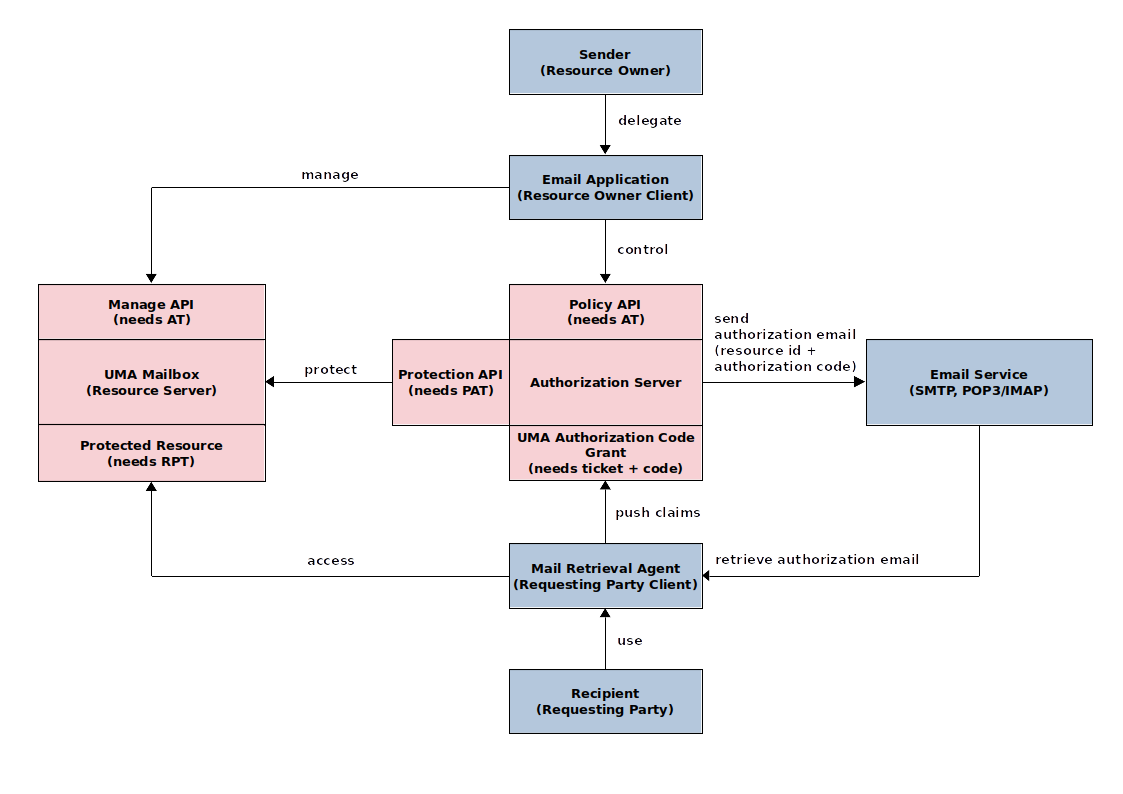 Sender
(Resource Owner)
delegate
Email Application
(Resource Owner Client)
manage
control
Manage API
(needs AT)
UMA Mailbox
(Resource Server)
Protected Resource
(needs RPT)
protect
Protection API
(needs PAT)
Policy API
(needs AT)
Authorization Server
UMA Authorization Code
Grant
(needs ticket + code)
send
authorization email
(resource id +
authorization code)
Email Service
(SMTP, POP3/IMAP)
push claims
access
Mail Retrieval Agent
(Requesting Party Client)
retrieve authorization email
use
Recipient
(Requesting Party)